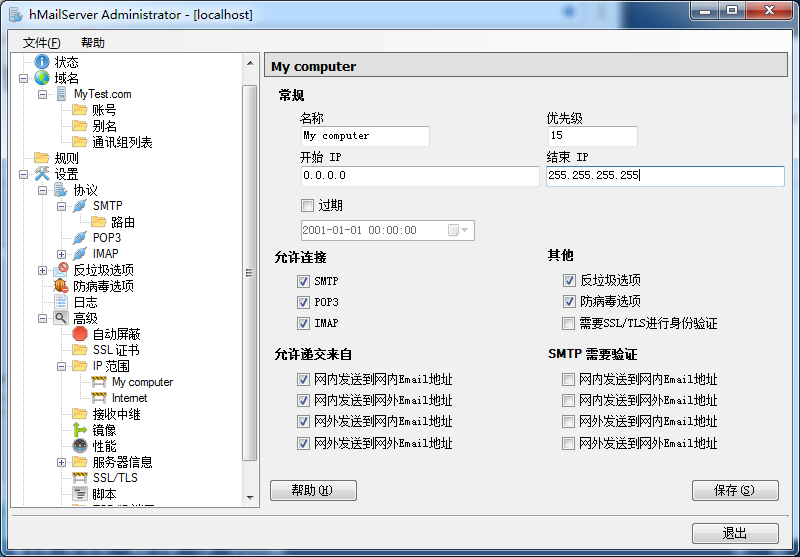 hMailServer Administrator - [localhost]
文件(F) 帮助
状态
域名
MyTest.com
账号
别名
通讯组列表
规则
设置
协议
SMTP
路由
POP3
IMAP
反垃圾选项
防病毒选项
日志
高级
自动屏蔽
SSL 证书
IP 范围
My computer
Internet
接收中继
镜像
性能
服务器信息
SSL/TLS
脚本
My computer
常规
名称 优先级
My computer 15
开始 IP 结束 IP
0.0.0.0 255.255.255.255
过期
2001-01-01 00:00:00
允许连接
SMTP
POP3
IMAP
其他
反垃圾选项
防病毒选项
需要SSL/TLS进行身份验证
允许递交来自
网内发送到网内Email地址
网内发送到网外Email地址
网外发送到网内Email地址
网外发送到网外Email地址
SMTP 需要验证
网内发送到网内Email地址
网内发送到网外Email地址
网外发送到网内Email地址
网外发送到网外Email地址
帮助(H) 保存(S)
退出